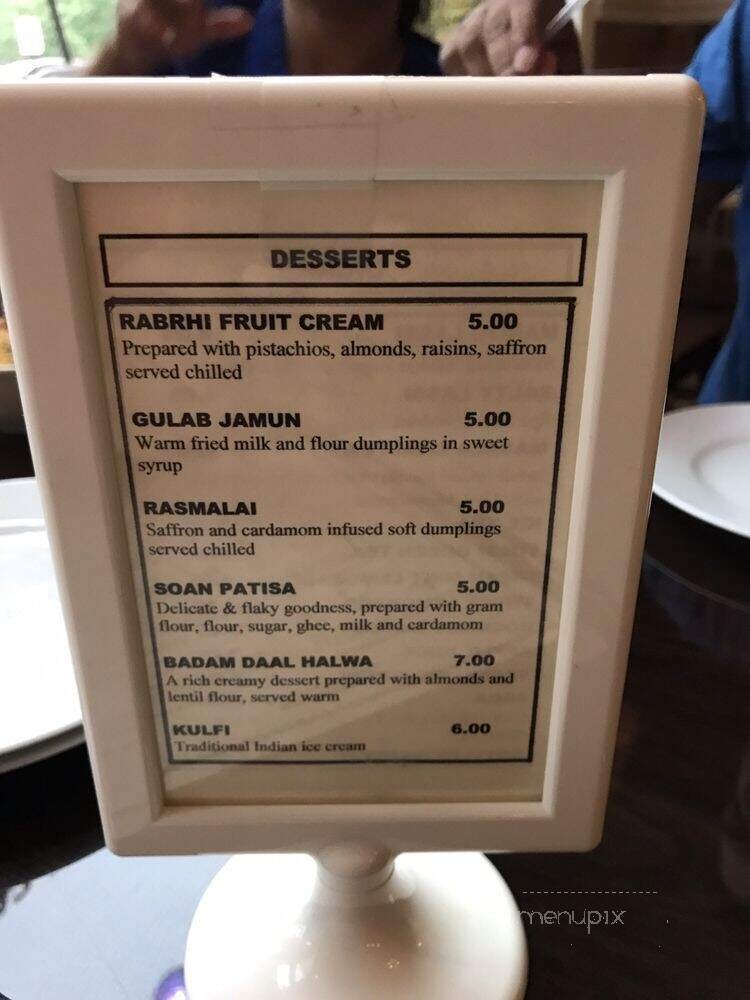 DESSERTS
RABRHI FRUIT CREAM 5.00
Prepared with pistachios, almonds, raisins, saffron
served chilled
GULAB JAMUN 5.00
Warm fried milk and flour dumplings in sweet
syrup
RASMALAI 5.00
Saffron and cardamom infused soft dumplings
served chilled
SOAN PATISA 5.00
Delicate & flaky goodness, prepared with gram
flour, flour, sugar, ghee, milk and cardamom
BADAM DAAL HALWA 7.00
A rich creamy dessert prepared with almonds and
lentil flour, served warm
KULFI 6.00
Traditional Indian ice cream
menupix